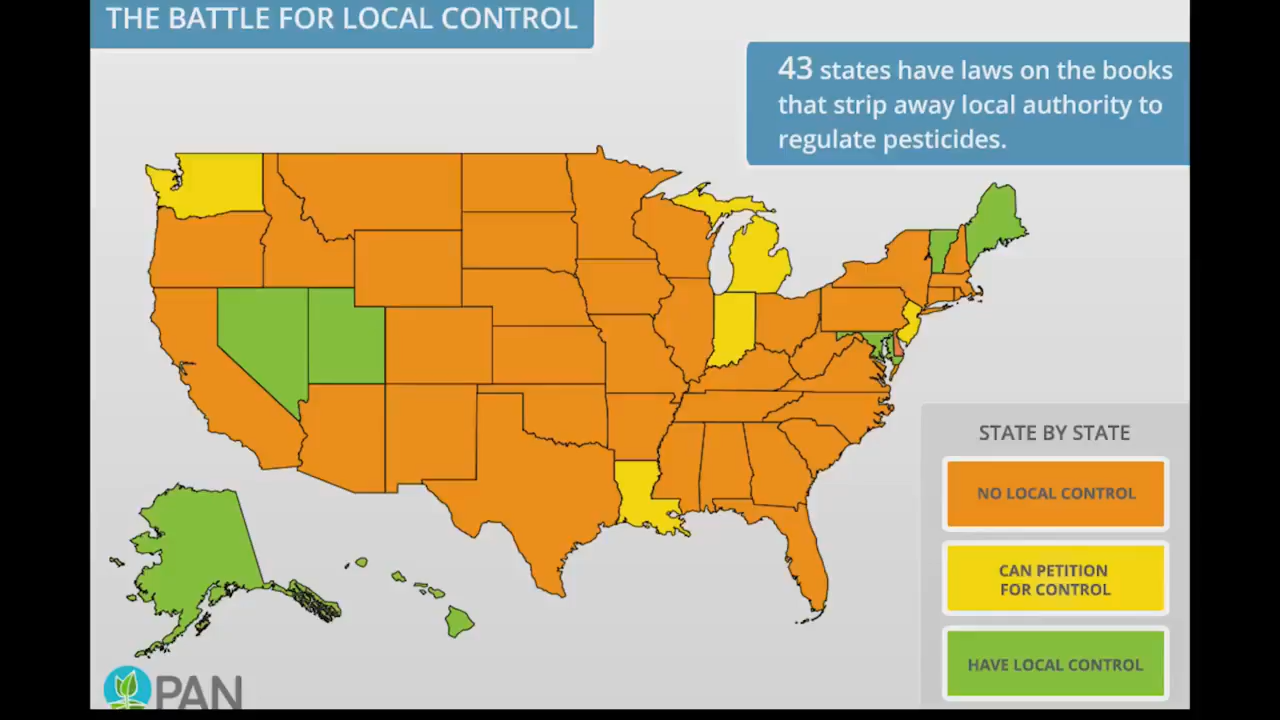 THE BATTLE FOR LOCAL CONTROL
43 states have laws on the books
that strip away local authority to
regulate pesticides.
STATE BY STATE
NO LOCAL CONTROL
CAN PETITION
FOR CONTROL
HAVE LOCAL CONTROL
PAN